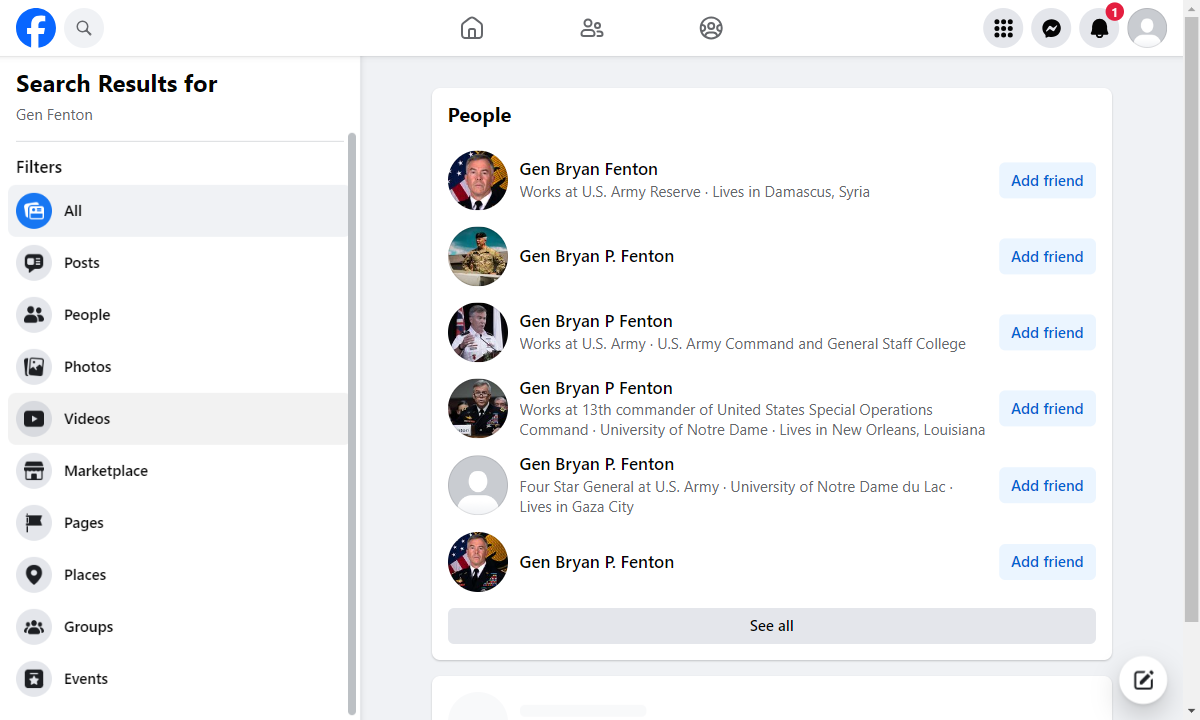 1
Search Results for
Gen Fenton
Filters
All
Posts
People
Photos
Videos
Marketplace
Pages
Places
Groups
Events
People
Gen Bryan Fenton
Works at U.S. Army Reserve · Lives in Damascus, Syria
Add friend
Gen Bryan P. Fenton
Add friend
Gen Bryan P Fenton
Works at U.S. Army · U.S. Army Command and General Staff College
Add friend
Gen Bryan P Fenton
Works at 13th commander of United States Special Operations
Command · University of Notre Dame · Lives in New Orleans, Louisiana
Add friend
Gen Bryan P. Fenton
Four Star General at U.S. Army · University of Notre Dame du Lac ·
Lives in Gaza City
Add friend
Gen Bryan P. Fenton
Add friend
See all